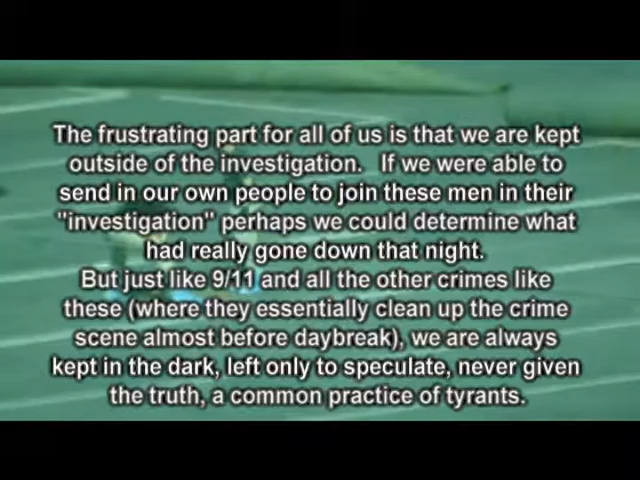 The frustrating part for all of us is that we are kept
outside of the investigation.   If we were able to
send in our own people to join these men in their
"investigation" perhaps we could determine what
had really gone down that night.
But just like 9/11 and all the other crimes like
these (where they essentially clean up the crime
scene almost before daybreak), we are always
kept in the dark, left only to speculate, never given
the truth, a common practice of tyrants.